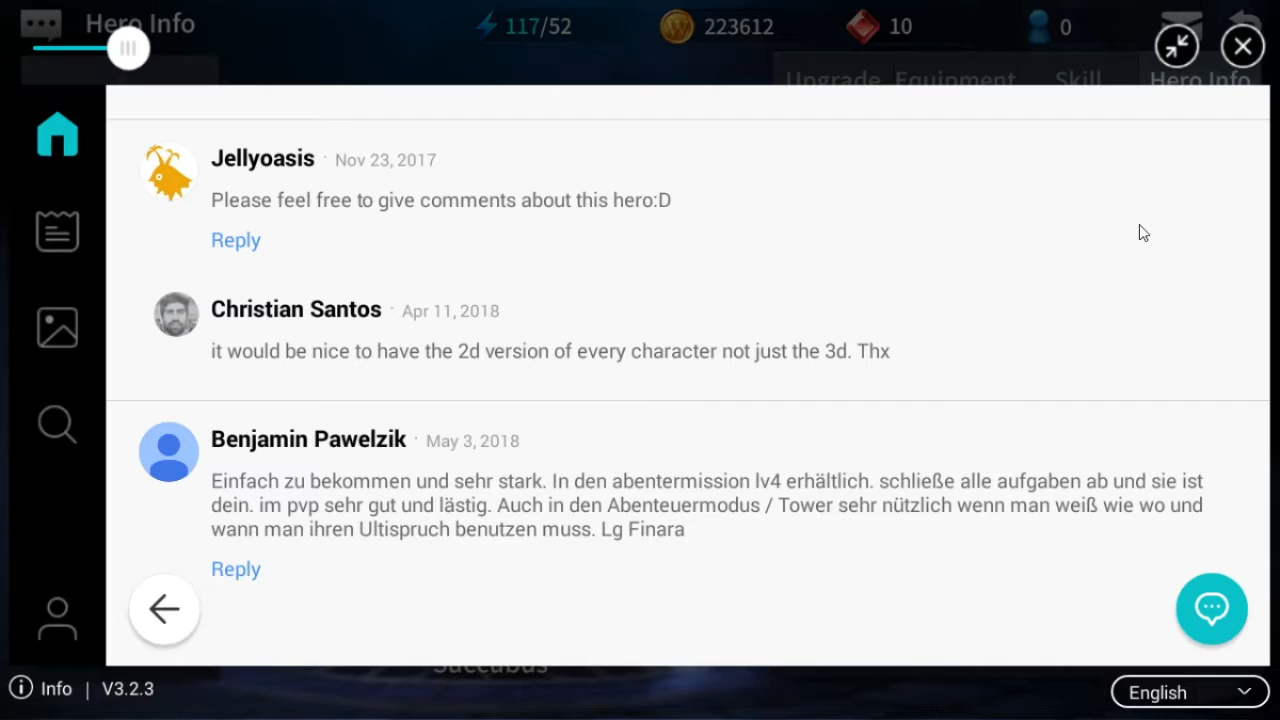 Hero Info
117/52
223612
10
0
Upgrade Equipment Skill Hero Info
Jellyoasis · Nov 23, 2017
Please feel free to give comments about this hero:D
Reply
Christian Santos · Apr 11, 2018
it would be nice to have the 2d version of every character not just the 3d. Thx
Benjamin Pawelzik · May 3, 2018
Einfach zu bekommen und sehr stark. In den abentermission lv4 erhältlich. schließe alle aufgaben ab und sie ist
dein. im pvp sehr gut und lästig. Auch in den Abenteuermodus / Tower sehr nützlich wenn man weiß wie wo und
wann man ihren Ultispruch benutzen muss. Lg Finara
Reply
Succubus
Info | V3.2.3
English